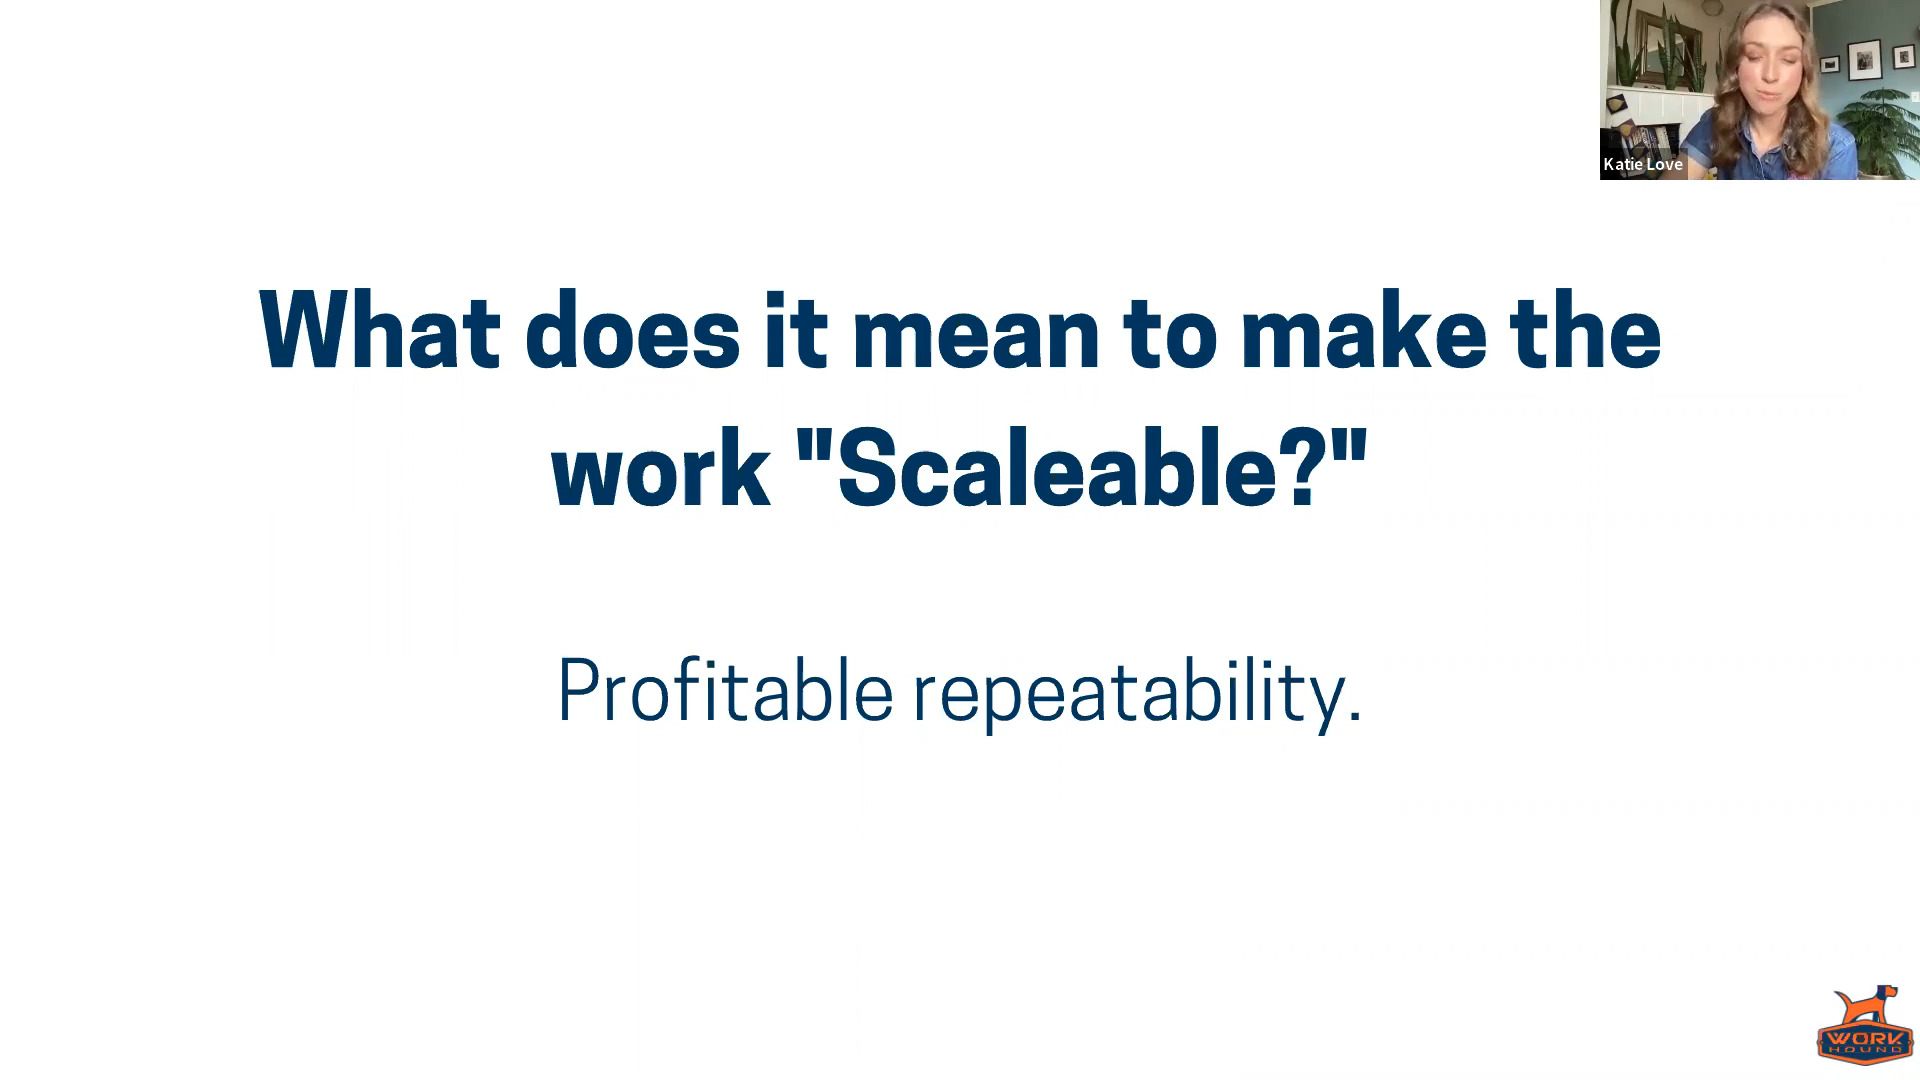 Katie Love
What does it mean to make the
work "Scaleable?"
Profitable repeatability.
WORK
HOUND